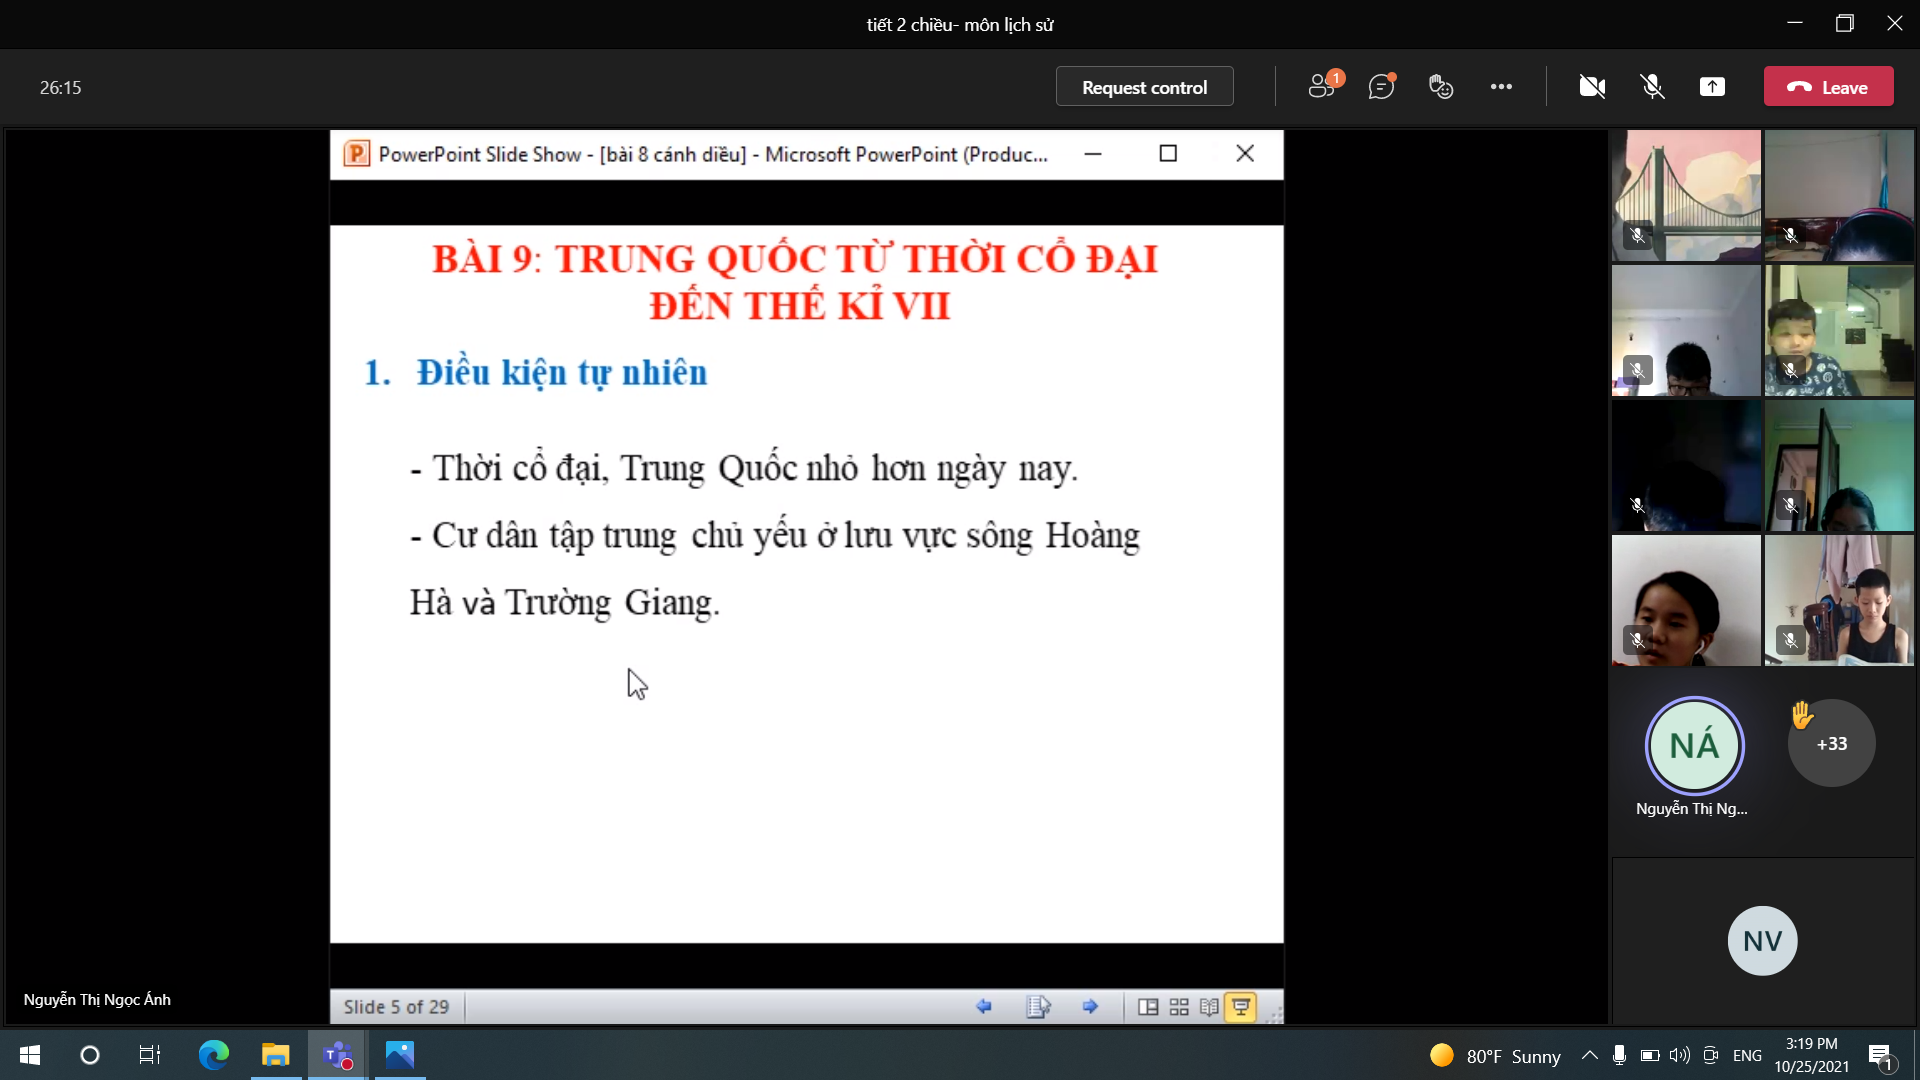 tiết 2 chiều- môn lịch sử
26:15
Request control
1
Leave
PowerPoint Slide Show - [bài 8 cánh diều] - Microsoft PowerPoint (Produc...
BÀI 9: TRUNG QUỐC TỪ THỜI CỔ ĐẠI
ĐẾN THẾ KỈ VII
1. Điều kiện tự nhiên
- Thời cổ đại, Trung Quốc nhỏ hơn ngày nay.
- Cư dân tập trung chủ yếu ở lưu vực sông Hoàng
Hà và Trường Giang.
NÁ
+33
Nguyễn Thị Ng...
NV
Nguyễn Thị Ngọc Ánh
Slide 5 of 29
80°F Sunny
ENG
3:19 PM
10/25/2021
1